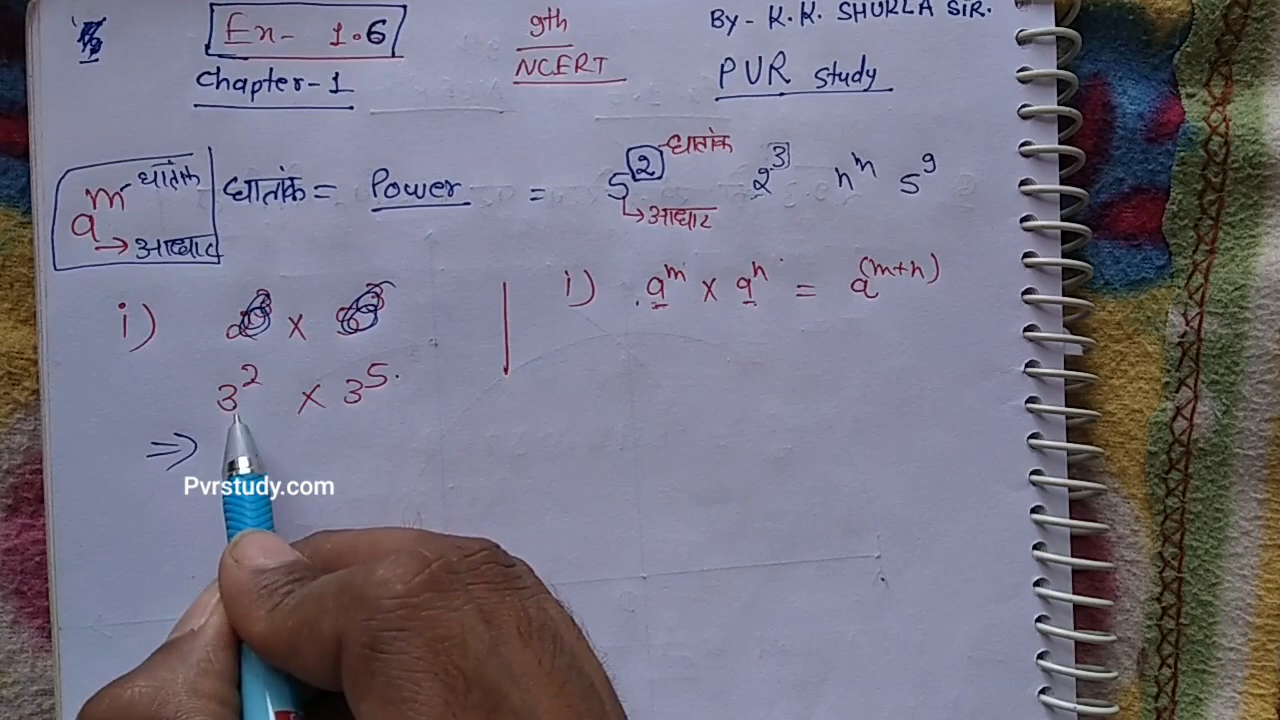 Ex- 1.6
9th
By- K.K. SHUKLA SIR.
Chapter-1
NCERT
PVR Study
a^m घातांक → आधार
घातांक = Power = 5^2 घातांक → आधार 2^3 n^m 5^9
i) ×
i) a^m × a^n = a^(m+n)
3^2 × 3^5
⇒
Pvrstudy.com